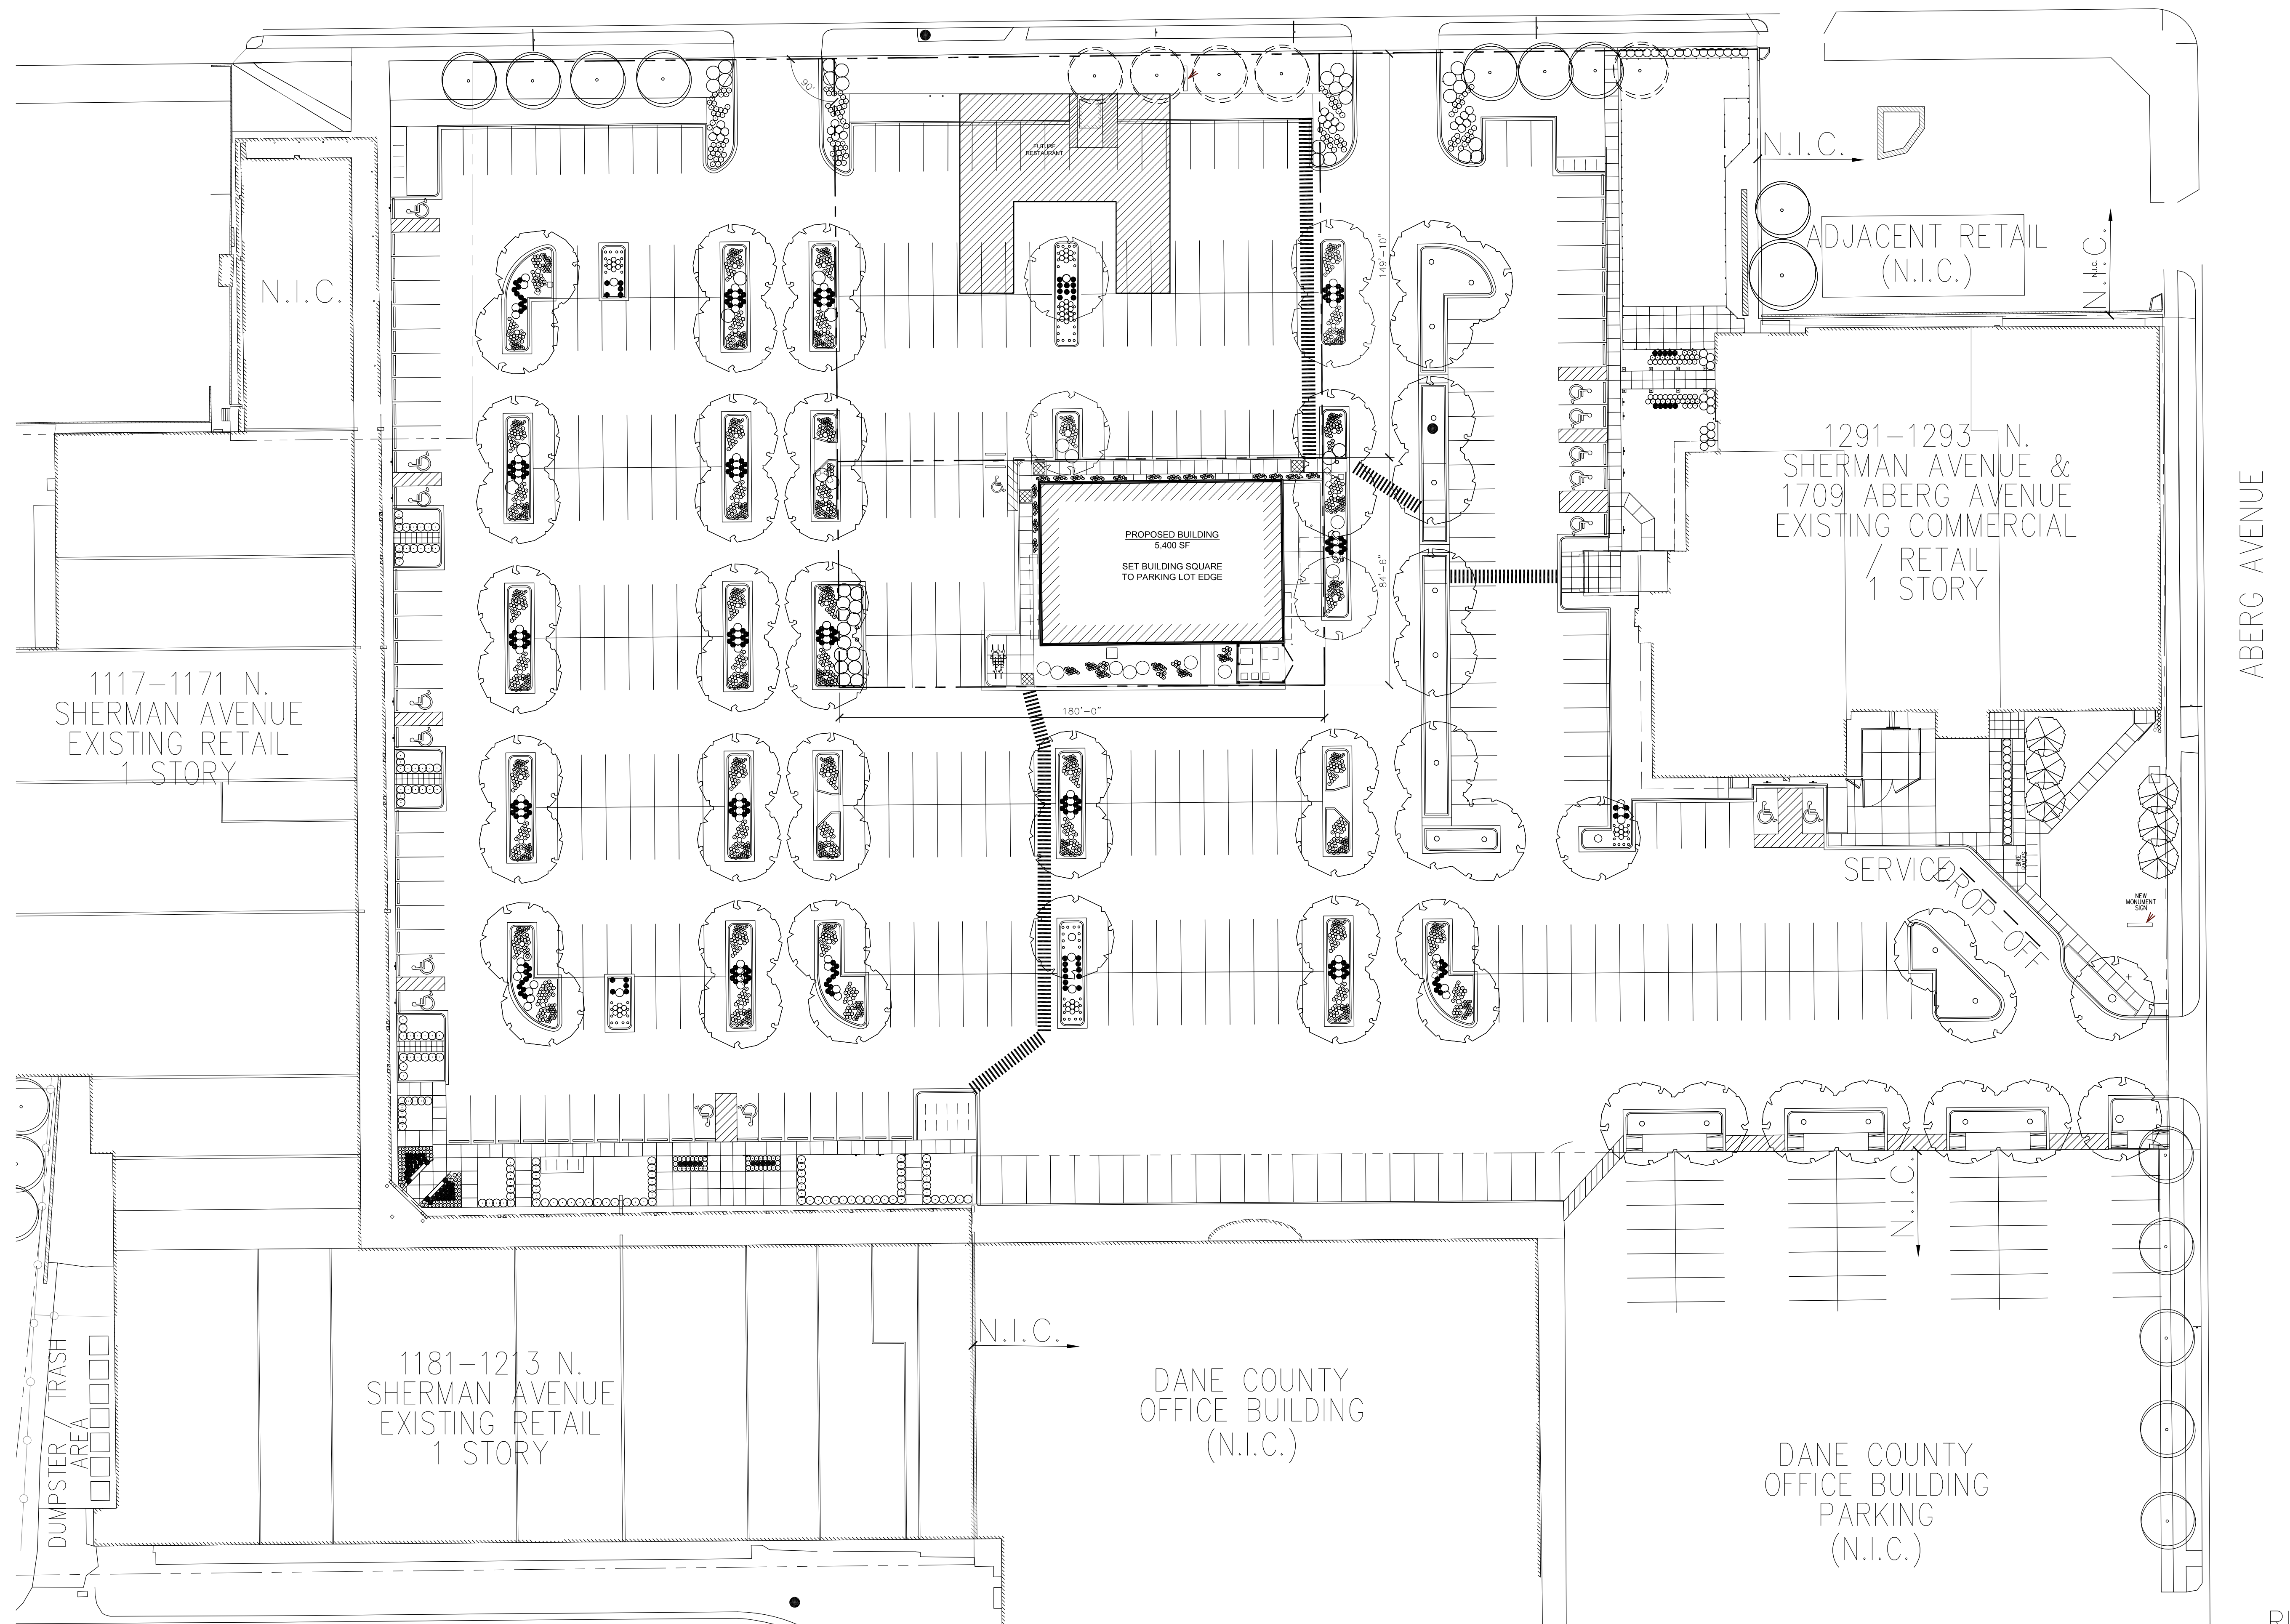 90°
FUTURE
RESTAURANT
N.I.C.
149'-10"
N.I.C.
ADJACENT RETAIL
(N.I.C.)
N.I.C.
N.I.C.
1291-1293 N.
SHERMAN AVENUE &
1709 ABERG AVENUE
EXISTING COMMERCIAL
/ RETAIL
1 STORY
ABERG AVENUE
PROPOSED BUILDING
5,400 SF
SET BUILDING SQUARE
TO PARKING LOT EDGE
84'-6"
180'-0"
1117-1171 N.
SHERMAN AVENUE
EXISTING RETAIL
1 STORY
SERVICE
DROP-OFF
BIKE
RACKS
NEW
MONUMENT
SIGN
N.I.C.
N.I.C.
1181-1213 N.
SHERMAN AVENUE
EXISTING RETAIL
1 STORY
DUMPSTER / TRASH
AREA
DANE COUNTY
OFFICE BUILDING
(N.I.C.)
DANE COUNTY
OFFICE BUILDING
PARKING
(N.I.C.)